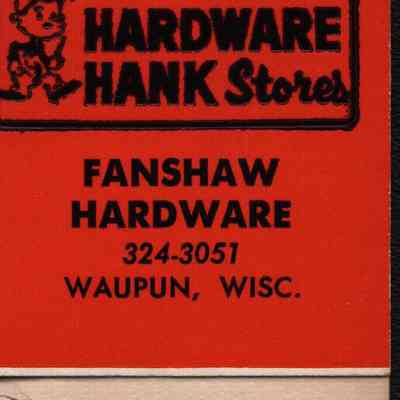 HARDWARE
HANK Stores
FANSHAW
HARDWARE
324-3051
WAUPUN, WISC.